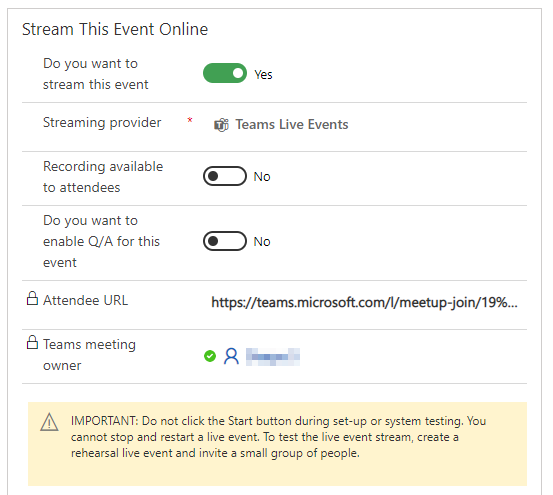 Stream This Event Online
Do you want to
stream this event
Yes
Streaming provider
*
Teams Live Events
Recording available
to attendees
No
Do you want to
enable Q/A for this
event
No
Attendee URL
https://teams.microsoft.com/l/meetup-join/19%...
Teams meeting
owner
IMPORTANT: Do not click the Start button during set-up or system testing. You
cannot stop and restart a live event. To test the live event stream, create a
rehearsal live event and invite a small group of people.